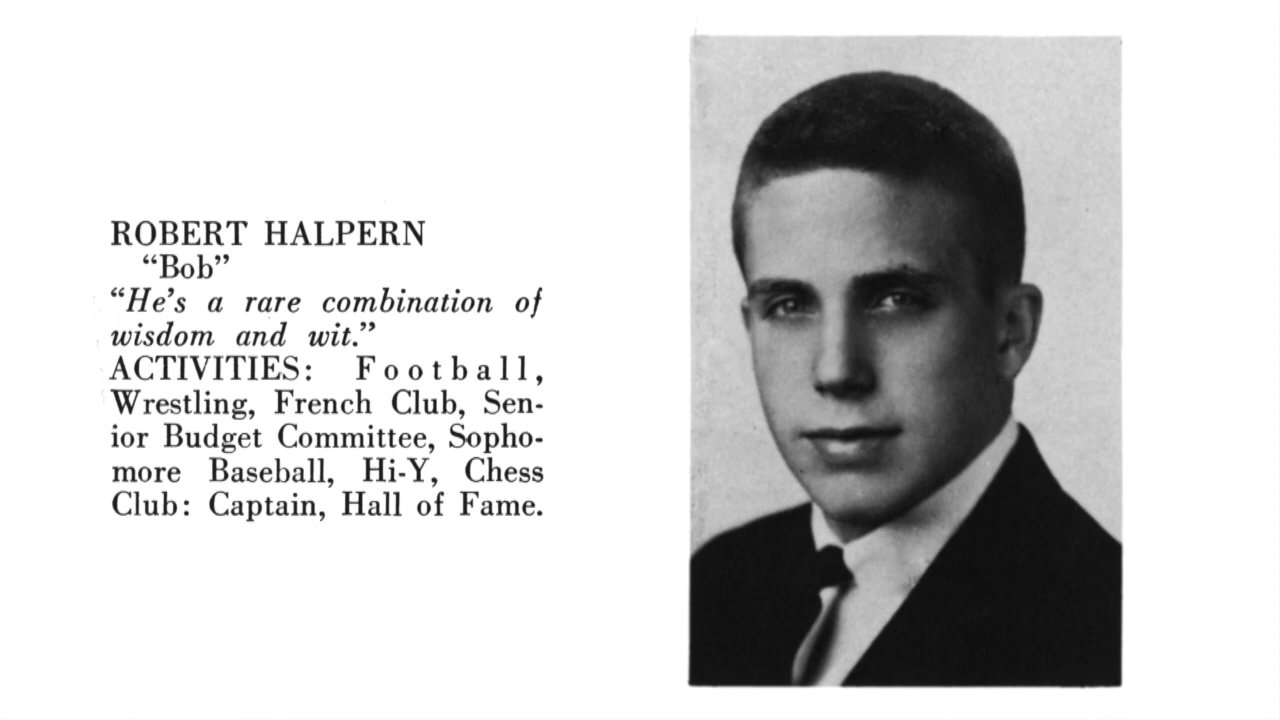 ROBERT HALPERN
“Bob”
“He’s a rare combination of
wisdom and wit.”
ACTIVITIES: Football,
Wrestling, French Club, Sen-
ior Budget Committee, Sopho-
more Baseball, Hi-Y, Chess
Club: Captain, Hall of Fame.